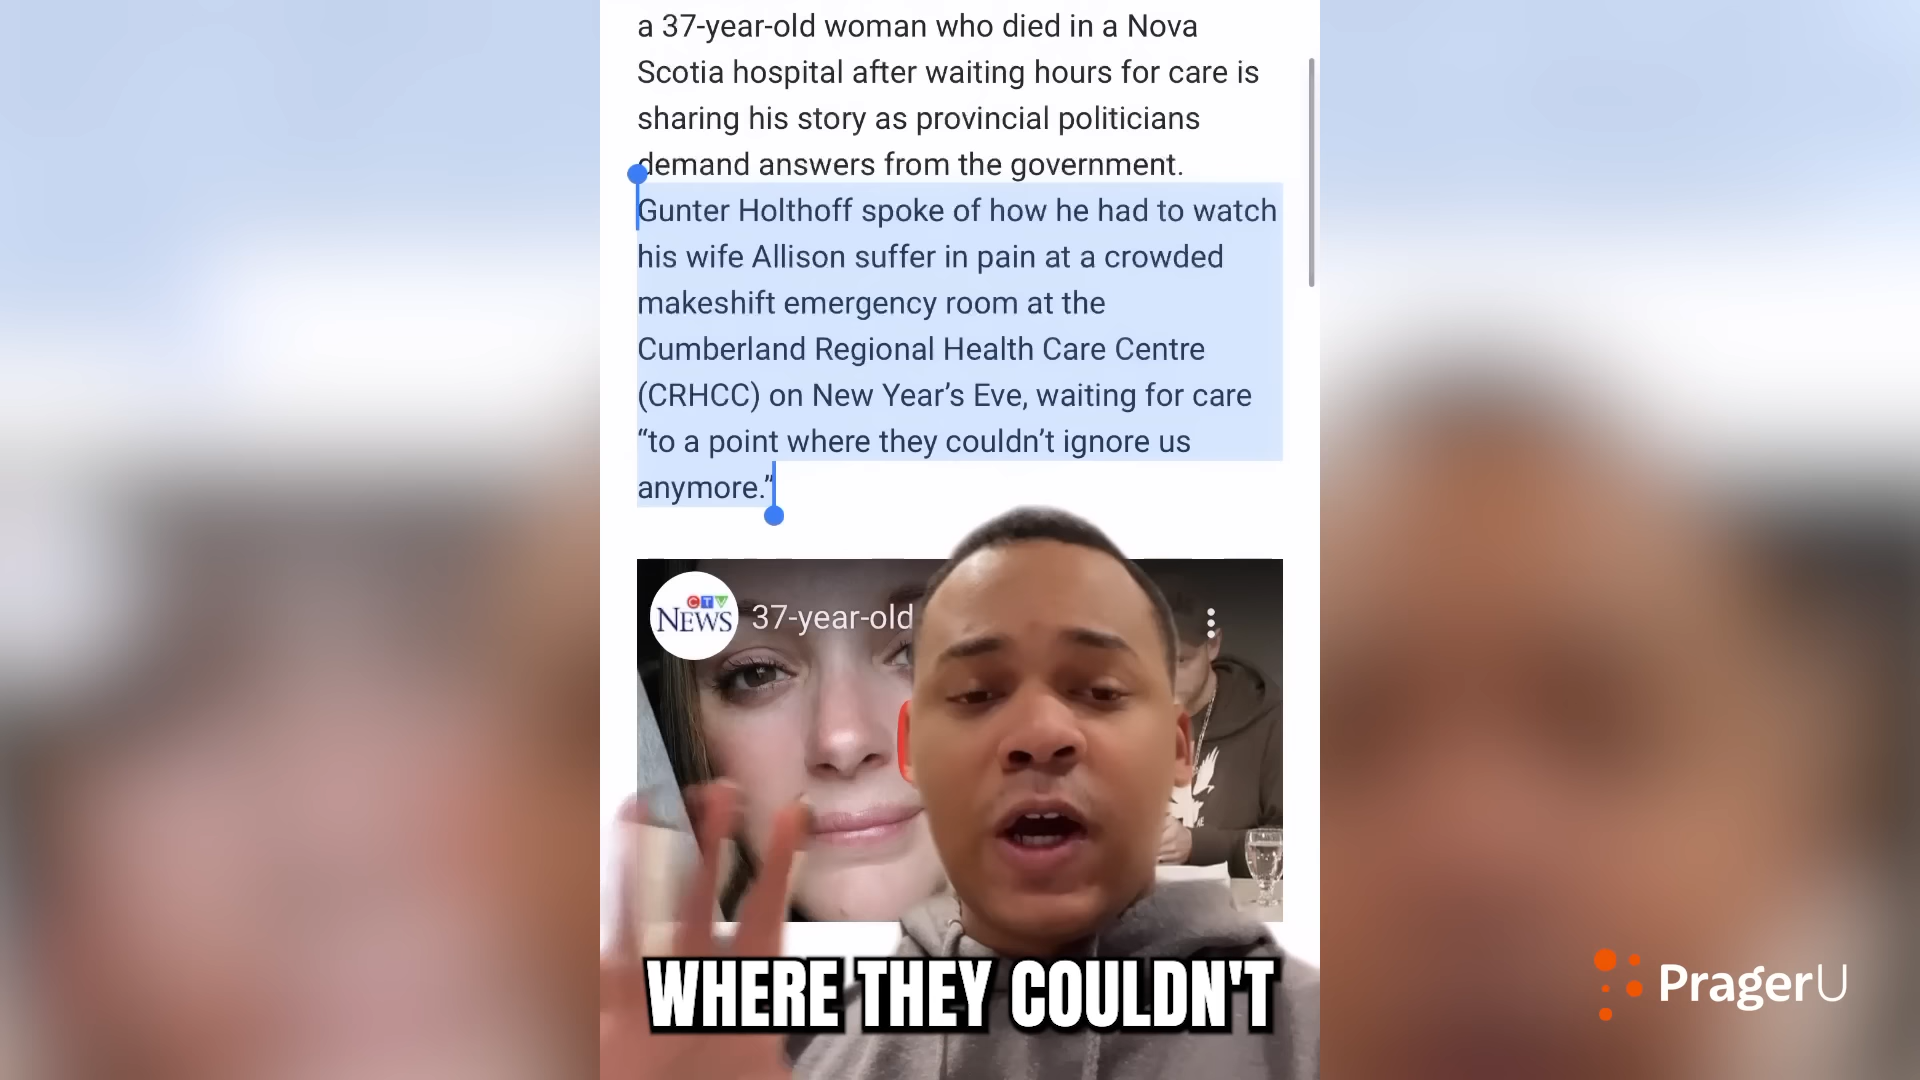 a 37-year-old woman who died in a Nova
Scotia hospital after waiting hours for care is
sharing his story as provincial politicians
demand answers from the government.
Gunter Holthoff spoke of how he had to watch
his wife Allison suffer in pain at a crowded
makeshift emergency room at the
Cumberland Regional Health Care Centre
(CRHCC) on New Year’s Eve, waiting for care
“to a point where they couldn’t ignore us
anymore.”
CTV
NEWS
37-year-old
WHERE THEY COULDN'T
PragerU